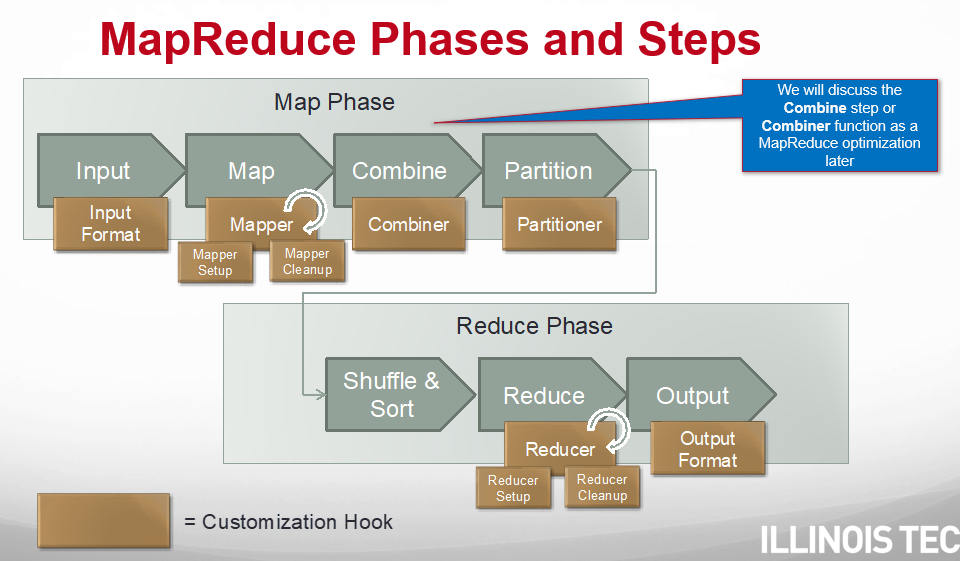 MapReduce Phases and Steps
Map Phase
We will discuss the
Combine step or
Combiner function as a
MapReduce optimization
later
Input
Map
Combine
Partition
Input
Format
Mapper
Combiner
Partitioner
Mapper
Setup
Mapper
Cleanup
Reduce Phase
Shuffle &
Sort
Reduce
Output
Reducer
Output
Format
Reducer
Setup
Reducer
Cleanup
= Customization Hook
ILLINOIS TEC